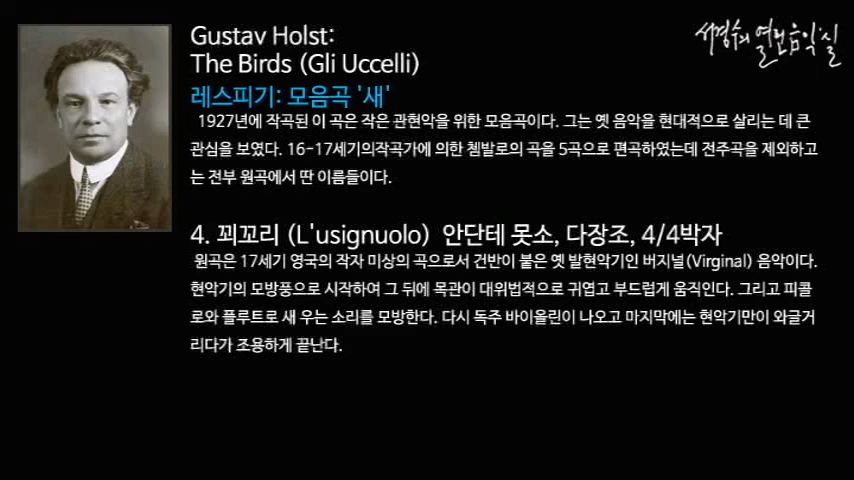 Gustav Holst:
The Birds (Gli Uccelli)
서경수의 열린음악실
레스피기: 모음곡 '새'
1927년에 작곡된 이 곡은 작은 관현악을 위한 모음곡이다. 그는 옛 음악을 현대적으로 살리는 데 큰
관심을 보였다. 16-17세기의작곡가에 의한 쳄발로의 곡을 5곡으로 편곡하였는데 전주곡을 제외하고
는 전부 원곡에서 딴 이름들이다.
4. 꾀꼬리 (L'usignuolo) 안단테 못소, 다장조, 4/4박자
원곡은 17세기 영국의 작자 미상의 곡으로서 건반이 붙은 옛 발현악기인 버지널(Virginal) 음악이다.
현악기의 모방풍으로 시작하여 그 뒤에 목관이 대위법적으로 귀엽고 부드럽게 움직인다. 그리고 피콜
로와 플루트로 새 우는 소리를 모방한다. 다시 독주 바이올린이 나오고 마지막에는 현악기만이 와글거
리다가 조용하게 끝난다.